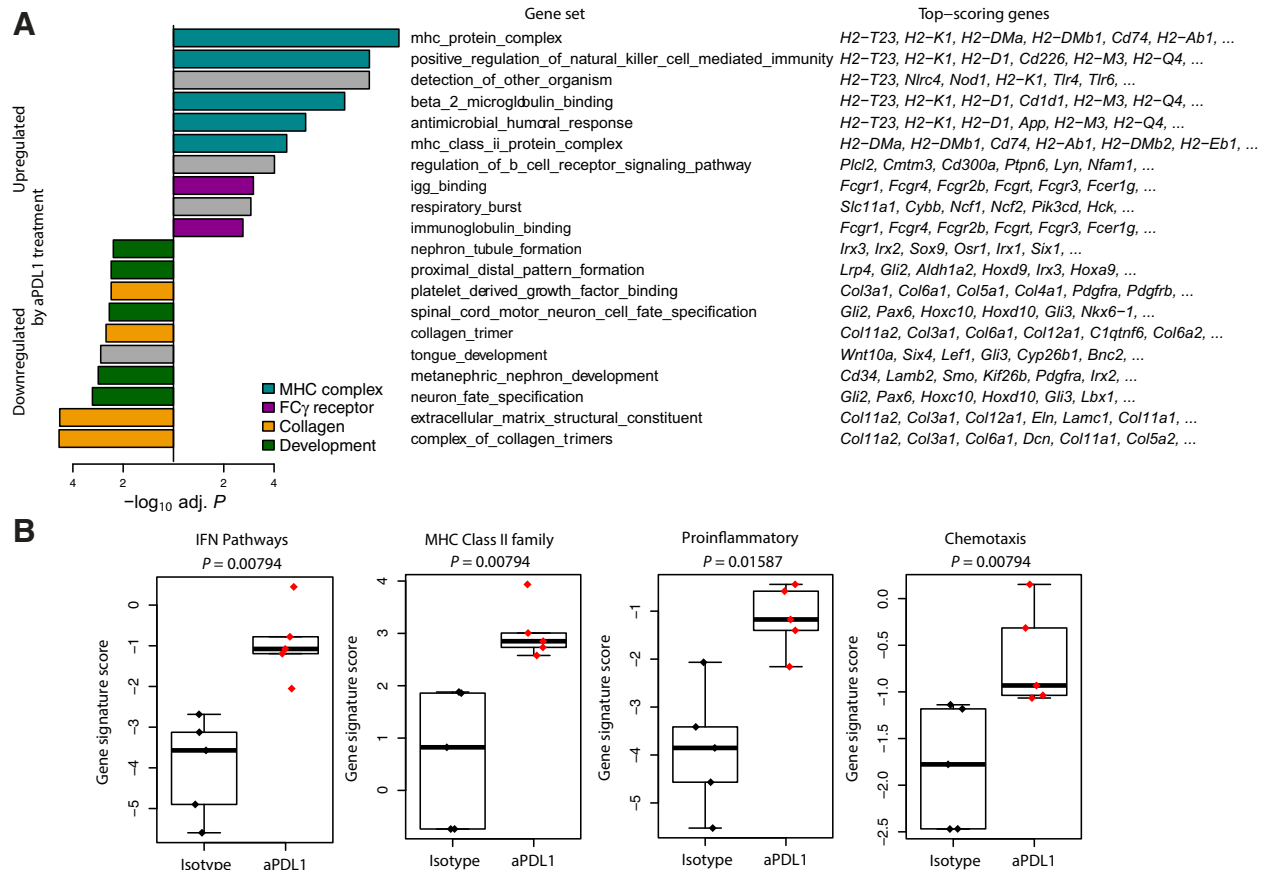 A
Gene set
Top−scoring genes
mhc_protein_complex H2−T23, H2−K1, H2−DMa, H2−DMb1, Cd74, H2−Ab1, ...
positive_regulation_of_natural_killer_cell_mediated_immunity H2−T23, H2−K1, H2−D1, Cd226, H2−M3, H2−Q4, ...
detection_of_other_organism H2−T23, Nlrc4, Nod1, H2−K1, Tlr4, Tlr6, ...
beta_2_microglobulin_binding H2−T23, H2−K1, H2−D1, Cd1d1, H2−M3, H2−Q4, ...
antimicrobial_humoral_response H2−T23, H2−K1, H2−D1, App, H2−M3, H2−Q4, ...
mhc_class_ii_protein_complex H2−DMa, H2−DMb1, Cd74, H2−Ab1, H2−DMb2, H2−Eb1, ...
regulation_of_b_cell_receptor_signaling_pathway Plcl2, Cmtm3, Cd300a, Ptpn6, Lyn, Nfam1, ...
igg_binding Fcgr1, Fcgr4, Fcgr2b, Fcgrt, Fcgr3, Fcer1g, ...
respiratory_burst Slc11a1, Cybb, Ncf1, Ncf2, Pik3cd, Hck, ...
immunoglobulin_binding Fcgr1, Fcgr4, Fcgr2b, Fcgrt, Fcgr3, Fcer1g, ...
nephron_tubule_formation Irx3, Irx2, Sox9, Osr1, Irx1, Six1, ...
proximal_distal_pattern_formation Lrp4, Gli2, Aldh1a2, Hoxd9, Irx3, Hoxa9, ...
platelet_derived_growth_factor_binding Col3a1, Col6a1, Col5a1, Col4a1, Pdgfra, Pdgfrb, ...
spinal_cord_motor_neuron_cell_fate_specification Gli2, Pax6, Hoxc10, Hoxd10, Gli3, Nkx6−1, ...
collagen_trimer Col11a2, Col3a1, Col6a1, Col12a1, C1qtnf6, Col6a2, ...
tongue_development Wnt10a, Six4, Lef1, Gli3, Cyp26b1, Bnc2, ...
metanephric_nephron_development Cd34, Lamb2, Smo, Kif26b, Pdgfra, Irx2, ...
neuron_fate_specification Gli2, Pax6, Hoxc10, Hoxd10, Gli3, Lbx1, ...
extracellular_matrix_structural_constituent Col11a2, Col3a1, Col12a1, Eln, Lamc1, Col11a1, ...
complex_of_collagen_trimers Col11a2, Col3a1, Col6a1, Dcn, Col11a1, Col5a2, ...
Upregulated
Downregulated
by aPDL1 treatment
MHC complex
FCγ receptor
Collagen
Development
4 2 2 4
−log10 adj. P
B
IFN Pathways
P = 0.00794
Gene signature score
0
−1
−2
−3
−4
−5
Isotype aPDL1
MHC Class II family
P = 0.00794
Gene signature score
4
3
2
1
0
Isotype aPDL1
Proinflammatory
P = 0.01587
Gene signature score
−1
−2
−3
−4
−5
Isotype aPDL1
Chemotaxis
P = 0.00794
Gene signature score
0.0
−0.5
−1.0
−1.5
−2.0
−2.5
Isotype aPDL1